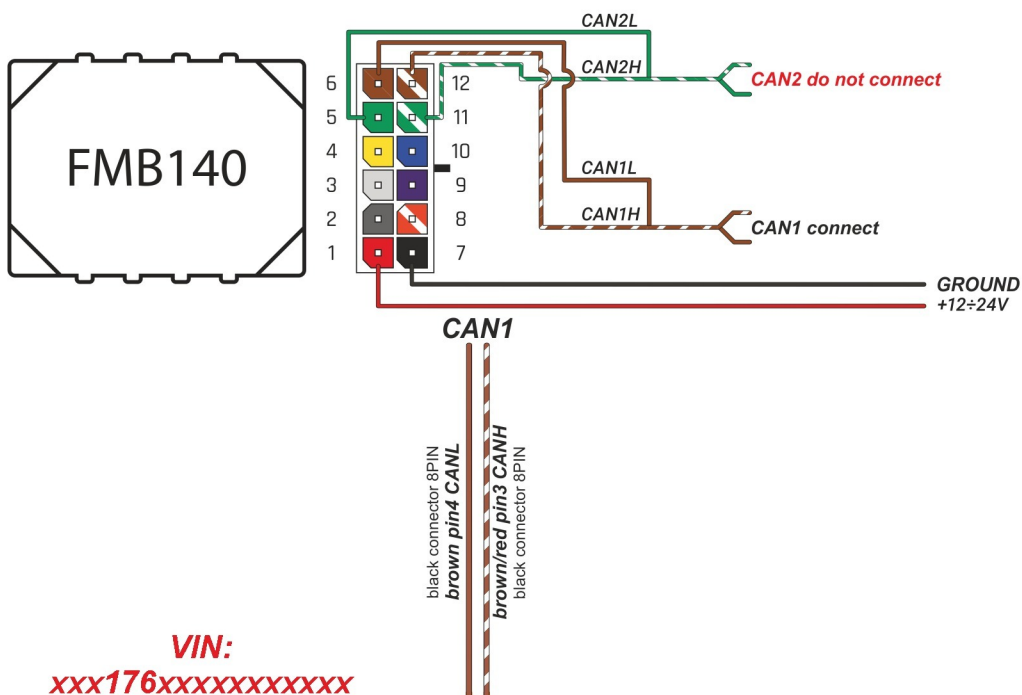 CAN2L
CAN2H
CAN2 do not connect
6
12
5
11
FMB140
4
10
3
9
CAN1L
2
8
CAN1H
CAN1 connect
1
7
GROUND
+12÷24V
CAN1
black connector 8PIN
brown pin4 CANL
brown/red pin3 CANH
black connector 8PIN
VIN:
xxx176xxxxxxxxxxx